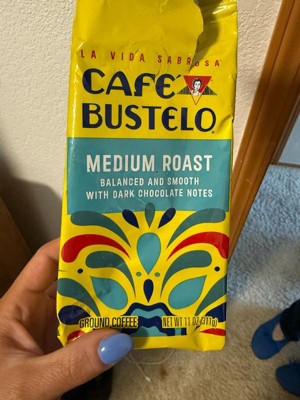 LA VIDA SABROSA
CAFÉ
BUSTELO
MEDIUM ROAST
BALANCED AND SMOOTH
WITH DARK CHOCOLATE NOTES
GROUND COFFEE NET WT 11 OZ (311g)